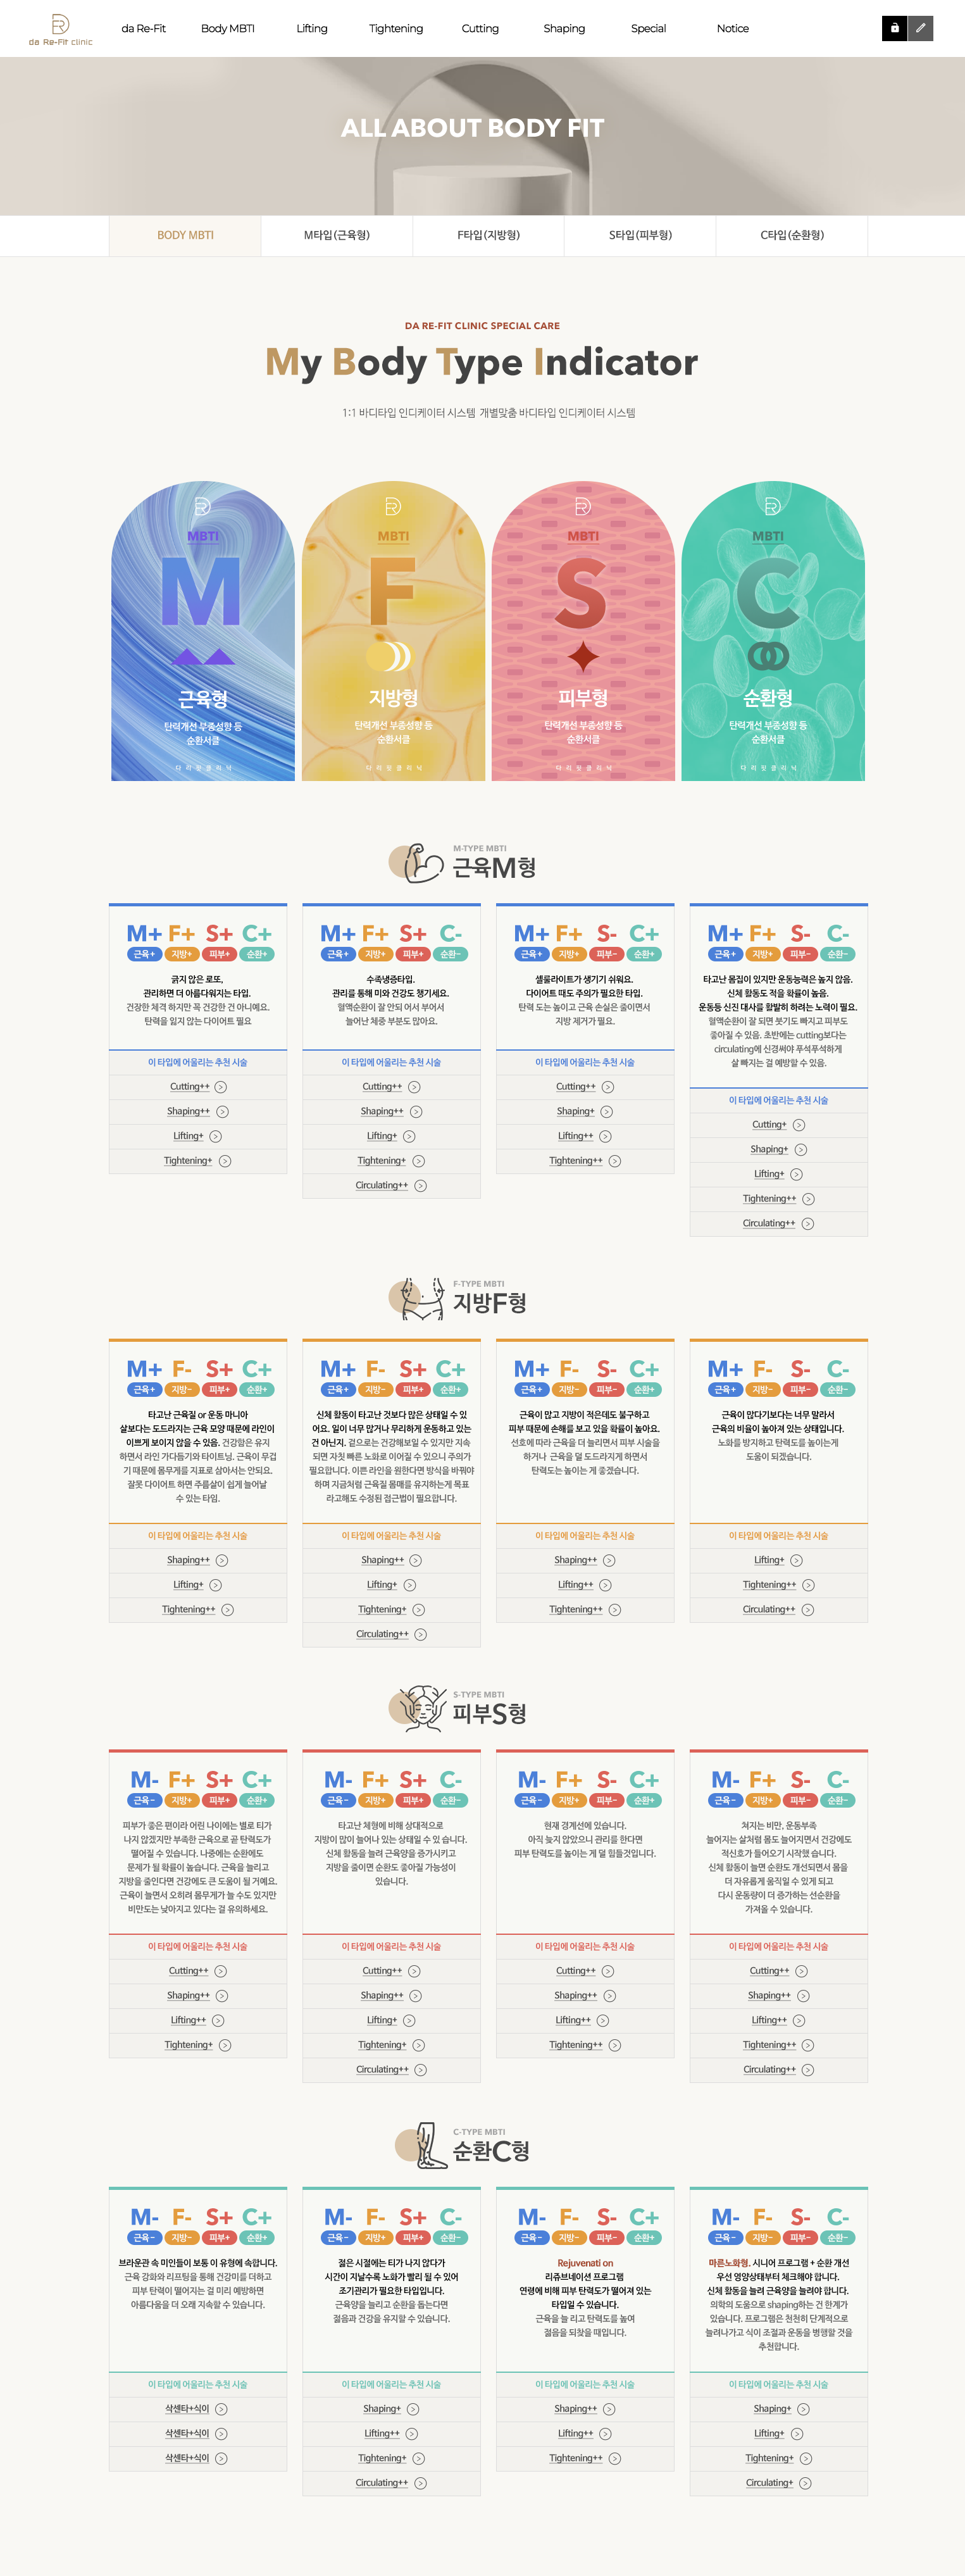 da Re-Fit clinic
da Re-Fit
Body MBTI
Lifting
Tightening
Cutting
Shaping
Special
Notice
ALL ABOUT BODY FIT
BODY MBTI
M타입(근육형)
F타입(지방형)
S타입(피부형)
C타입(순환형)
DA RE-FIT CLINIC SPECIAL CARE
My Body Type Indicator
1:1 바디타입 인디케이터 시스템 개별맞춤 바디타입 인디케이터 시스템
MBTI
M
근육형
탄력개선 부종성향 등
순환서클
다리핏클리닉
MBTI
F
지방형
탄력개선 부종성향 등
순환서클
다리핏클리닉
MBTI
S
피부형
탄력개선 부종성향 등
순환서클
다리핏클리닉
MBTI
C
순환형
탄력개선 부종성향 등
순환서클
다리핏클리닉
M-TYPE MBTI
근육M형
M+ F+ S+ C+
근육+ 지방+ 피부+ 순환+
긁지 않은 로또,
관리하면 더 아름다워지는 타입.
건장한 체격 하지만 꼭 건강한 건 아니예요.
탄력을 잃지 않는 다이어트 필요
이 타입에 어울리는 추천 시술
Cutting++
Shaping++
Lifting+
Tightening+
M+ F+ S+ C-
근육+ 지방+ 피부+ 순환-
수족냉증타입.
관리를 통해 미와 건강도 챙기세요.
혈액순환이 잘 안되 어서 부어서
늘어난 체중 부분도 많아요.
이 타입에 어울리는 추천 시술
Cutting++
Shaping++
Lifting+
Tightening+
Circulating++
M+ F+ S- C+
근육+ 지방+ 피부- 순환+
셀룰라이트가 생기기 쉬워요.
다이어트 때도 주의가 필요한 타입.
탄력 도는 높이고 근육 손실은 줄이면서
지방 제거가 필요.
이 타입에 어울리는 추천 시술
Cutting++
Shaping+
Lifting++
Tightening++
M+ F+ S- C-
근육+ 지방+ 피부- 순환-
타고난 몸집이 있지만 운동능력은 높지 않음.
신체 활동도 적을 확률이 높음.
운동등 신진 대사를 활발히 하려는 노력이 필요.
혈액순환이 잘 되면 붓기도 빠지고 피부도
좋아질 수 있음. 초반에는 cutting보다는
circulating에 신경써야 푸석푸석하게
살 빠지는 걸 예방할 수 있음.
이 타입에 어울리는 추천 시술
Cutting+
Shaping+
Lifting+
Tightening++
Circulating++
F-TYPE MBTI
지방F형
M+ F- S+ C+
근육+ 지방- 피부+ 순환+
타고난 근육질 or 운동 마니아
살보다는 도드라지는 근육 모양 때문에 라인이
이쁘게 보이지 않을 수 있음. 건강함은 유지
하면서 라인 가다듬기와 타이트닝. 근육이 무겁
기 때문에 몸무게를 지표로 삼아서는 안되요.
잘못 다이어트 하면 주름살이 쉽게 늘어날
수 있는 타입.
이 타입에 어울리는 추천 시술
Shaping++
Lifting+
Tightening++
M+ F- S+ C+
근육+ 지방- 피부+ 순환+
신체 활동이 타고난 것보다 많은 상태일 수 있
어요. 일이 너무 많거나 무리하게 운동하고 있는
건 아닌지. 겉으로는 건강해보일 수 있지만 지속
되면 자칫 빠른 노화로 이어질 수 있으니 주의가
필요합니다. 이쁜 라인을 원한다면 방식을 바꿔야
하며 지금처럼 근육질 몸매를 유지하는게 목표
라고해도 수정된 접근법이 필요합니다.
이 타입에 어울리는 추천 시술
Shaping++
Lifting+
Tightening+
Circulating++
M+ F- S- C+
근육+ 지방- 피부- 순환+
근육이 많고 지방이 적은데도 불구하고
피부 때문에 손해를 보고 있을 확률이 높아요.
선호에 따라 근육을 더 늘리면서 피부 시술을
하거나 근육을 덜 도드라지게 하면서
탄력도는 높이는 게 좋겠습니다.
이 타입에 어울리는 추천 시술
Shaping++
Lifting++
Tightening++
M+ F- S- C-
근육+ 지방- 피부- 순환-
근육이 많다기보다는 너무 말라서
근육의 비율이 높아져 있는 상태입니다.
노화를 방지하고 탄력도를 높이는게
도움이 되겠습니다.
이 타입에 어울리는 추천 시술
Lifting+
Tightening++
Circulating++
S-TYPE MBTI
피부S형
M- F+ S+ C+
근육- 지방+ 피부+ 순환+
피부가 좋은 편이라 어린 나이에는 별로 티가
나지 않겠지만 부족한 근육으로 곧 탄력도가
떨어질 수 있습니다. 나중에는 순환에도
문제가 될 확률이 높습니다. 근육을 늘리고
지방을 줄인다면 건강에도 큰 도움이 될 거예요.
근육이 늘면서 오히려 몸무게가 늘 수도 있지만
비만도는 낮아지고 있다는 걸 유의하세요.
이 타입에 어울리는 추천 시술
Cutting++
Shaping++
Lifting++
Tightening+
M- F+ S+ C-
근육- 지방+ 피부+ 순환-
타고난 체형에 비해 상대적으로
지방이 많이 늘어나 있는 상태일 수 있 습니다.
신체 활동을 늘려 근육양을 증가시키고
지방을 줄이면 순환도 좋아질 가능성이
있습니다.
이 타입에 어울리는 추천 시술
Cutting++
Shaping++
Lifting+
Tightening+
Circulating++
M- F+ S- C+
근육- 지방+ 피부- 순환+
현재 경계선에 있습니다.
아직 늦지 않았으니 관리를 한다면
피부 탄력도를 높이는 게 덜 힘들것입니다.
이 타입에 어울리는 추천 시술
Cutting++
Shaping++
Lifting++
Tightening++
M- F+ S- C-
근육- 지방+ 피부- 순환-
쳐지는 비만, 운동부족
늘어지는 살처럼 몸도 늘어지면서 건강에도
적신호가 들어오기 시작했 습니다.
신체 활동이 늘면 순환도 개선되면서 몸을
더 자유롭게 움직일 수 있게 되고
다시 운동량이 더 증가하는 선순환을
가져올 수 있습니다.
이 타입에 어울리는 추천 시술
Cutting++
Shaping++
Lifting++
Tightening++
Circulating++
C-TYPE MBTI
순환C형
M- F- S+ C+
근육- 지방- 피부+ 순환+
브라운관 속 미인들이 보통 이 유형에 속합니다.
근육 강화와 리프팅을 통해 건강미를 더하고
피부 탄력이 떨어지는 걸 미리 예방하면
아름다움을 더 오래 지속할 수 있습니다.
이 타입에 어울리는 추천 시술
삭센타+식이
삭센타+식이
삭센타+식이
M- F- S+ C-
근육- 지방+ 피부+ 순환-
젊은 시절에는 티가 나지 않다가
시간이 지날수록 노화가 빨리 될 수 있어
조기관리가 필요한 타입입니다.
근육양을 늘리고 순환을 돕는다면
젊음과 건강을 유지할 수 있습니다.
이 타입에 어울리는 추천 시술
Shaping+
Lifting++
Tightening+
Circulating++
M- F- S- C+
근육- 지방- 피부- 순환+
Rejuvenati on
리쥬브네이션 프로그램
연령에 비해 피부 탄력도가 떨어져 있는
타입일 수 있습니다.
근육을 늘 리고 탄력도를 높여
젊음을 되찾을 때입니다.
이 타입에 어울리는 추천 시술
Shaping++
Lifting++
Tightening++
M- F- S- C-
근육- 지방- 피부- 순환-
마른노화형. 시니어 프로그램 + 순환 개선
우선 영양상태부터 체크해야 합니다.
신체 활동을 늘려 근육양을 늘려야 합니다.
의학의 도움으로 shaping하는 건 한계가
있습니다. 프로그램은 천천히 단계적으로
늘려나가고 식이 조절과 운동을 병행할 것을
추천합니다.
이 타입에 어울리는 추천 시술
Shaping+
Lifting+
Tightening+
Circulating+